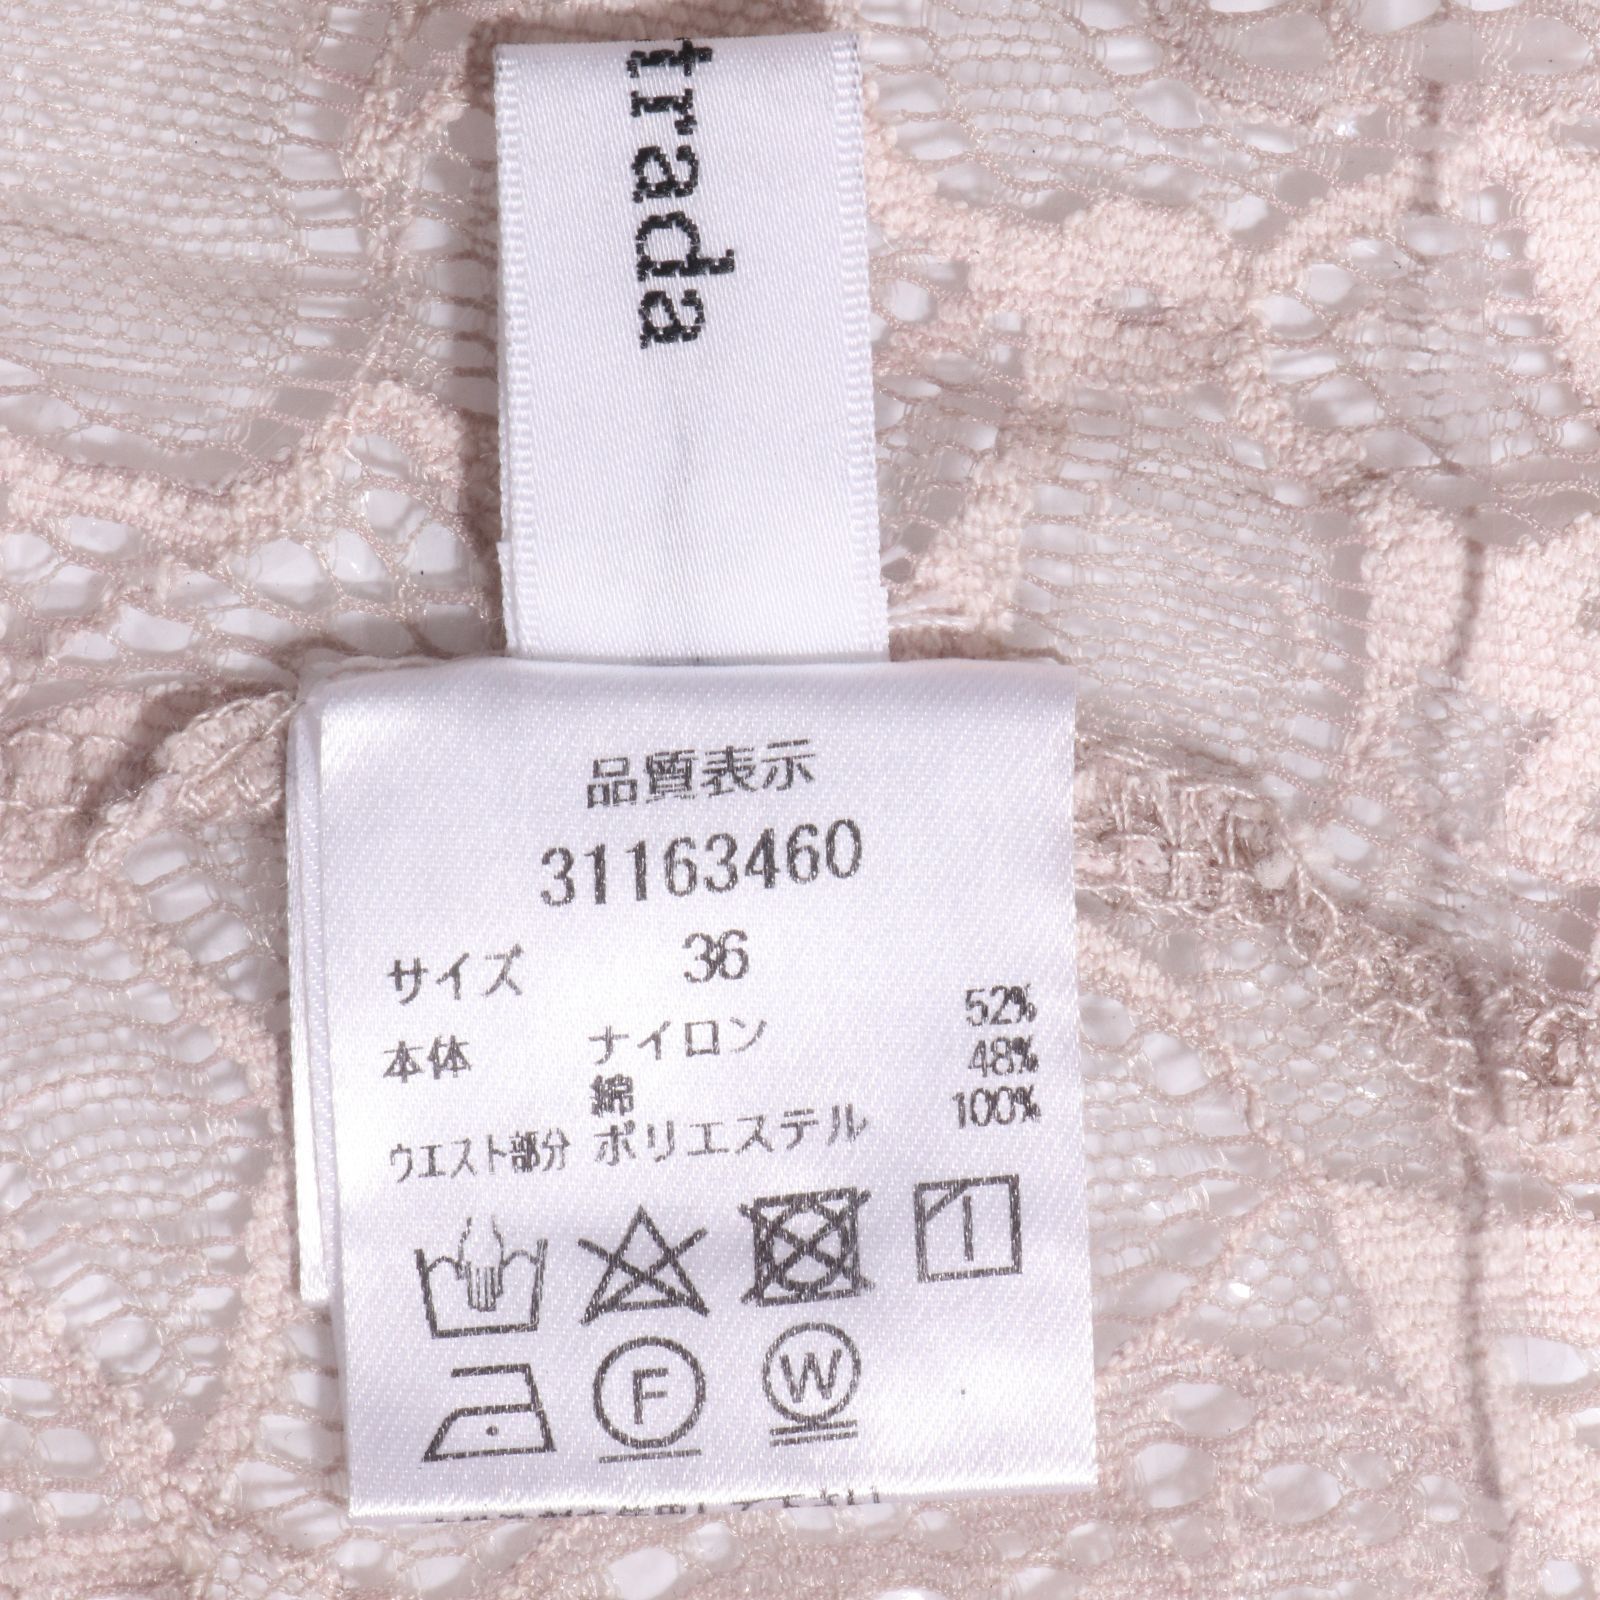 trada
品質表示
31163460
サイズ 36
本体 ナイロン 52%
綿 48%
ウエスト部分 ポリエステル 100%
F W